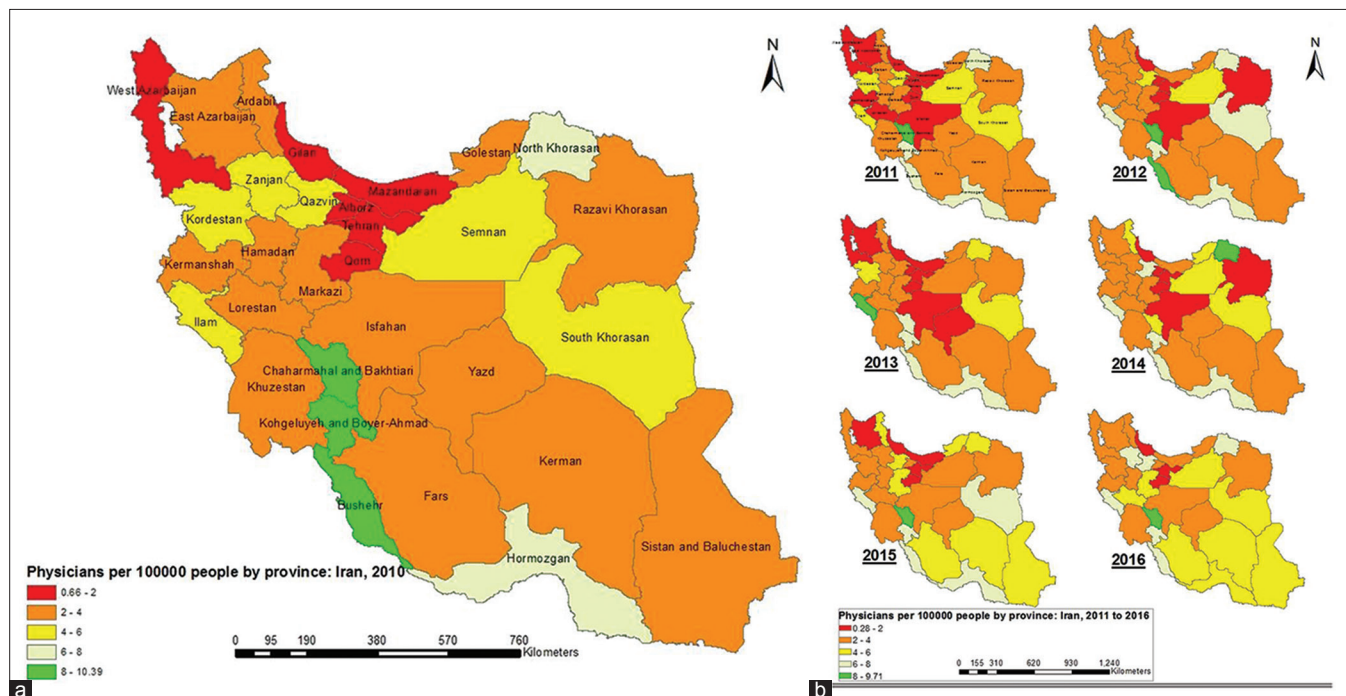 N
West Azarbaijan
Ardabil
East Azarbaijan
Gilan
Golestan
North Khorasan
Zanjan
Mazandaran
Qazvin
Alborz
Razavi Khorasan
Kordestan
Tehran
Semnan
Hamadan
Qom
Kermanshah
Markazi
Lorestan
Ilam
Isfahan
South Khorasan
Chaharmahal and Bakhtiari
Yazd
Khuzestan
Kohgeluyeh and Boyer-Ahmad
Kerman
Fars
Bushehr
Sistan and Baluchestan
Hormozgan
Physicians per 100000 people by province: Iran, 2010
0.66 - 2
2 - 4
4 - 6
6 - 8
8 - 10.39
0 95 190 380 570 760
Kilometers
a
N
2011
2012
2013
2014
2015
2016
Physicians per 100000 people by province: Iran, 2011 to 2016
0.28 - 2
2 - 4
4 - 6
6 - 8
8 - 9.71
0 155 310 620 930 1,240
Kilometers
b